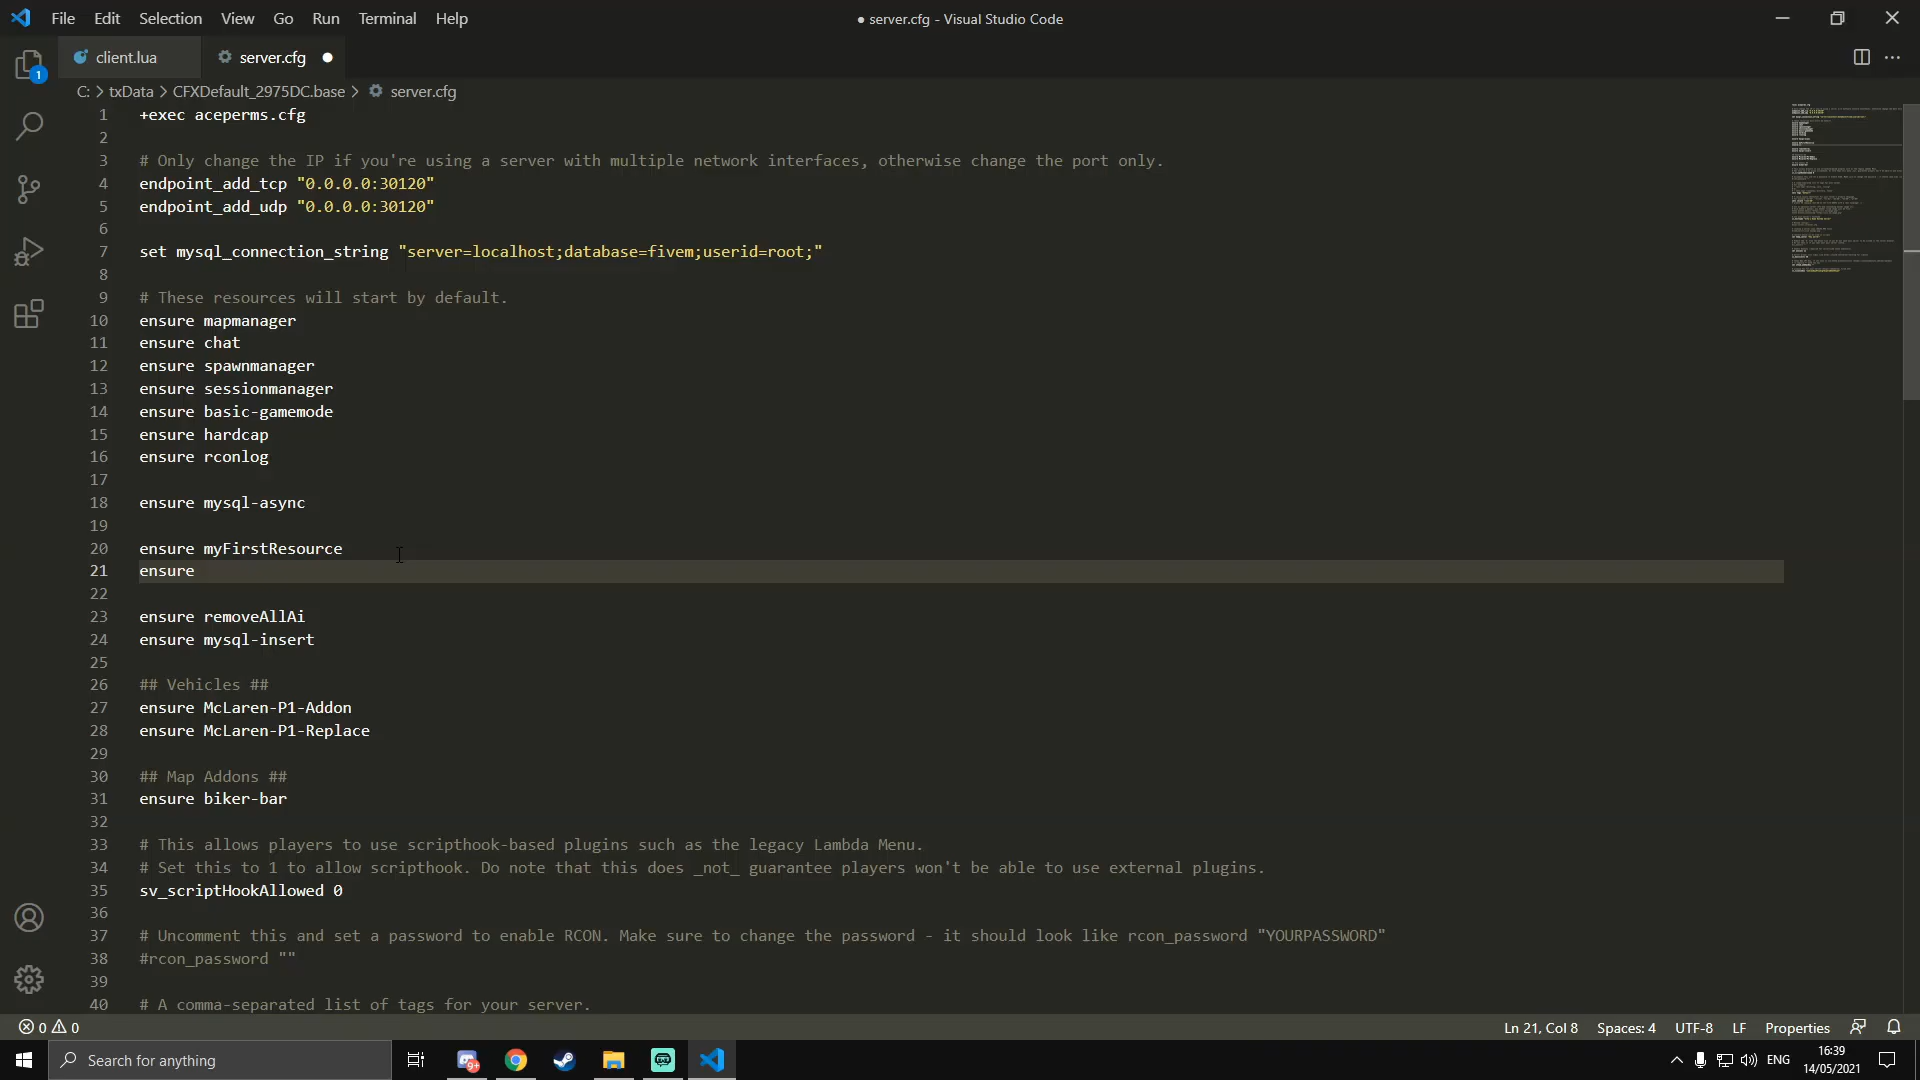 File Edit Selection View Go Run Terminal Help
● server.cfg - Visual Studio Code
client.lua
server.cfg
C: > txData > CFXDefault_2975DC.base > server.cfg
1
1 +exec aceperms.cfg
2
3 # Only change the IP if you're using a server with multiple network interfaces, otherwise change the port only.
4 endpoint_add_tcp "0.0.0.0:30120"
5 endpoint_add_udp "0.0.0.0:30120"
6
7 set mysql_connection_string "server=localhost;database=fivem;userid=root;"
8
9 # These resources will start by default.
10 ensure mapmanager
11 ensure chat
12 ensure spawnmanager
13 ensure sessionmanager
14 ensure basic-gamemode
15 ensure hardcap
16 ensure rconlog
17
18 ensure mysql-async
19
20 ensure myFirstResource
21 ensure
22
23 ensure removeAllAi
24 ensure mysql-insert
25
26 ## Vehicles ##
27 ensure McLaren-P1-Addon
28 ensure McLaren-P1-Replace
29
30 ## Map Addons ##
31 ensure biker-bar
32
33 # This allows players to use scripthook-based plugins such as the legacy Lambda Menu.
34 # Set this to 1 to allow scripthook. Do note that this does _not_ guarantee players won't be able to use external plugins.
35 sv_scriptHookAllowed 0
36
37 # Uncomment this and set a password to enable RCON. Make sure to change the password - it should look like rcon_password "YOURPASSWORD"
38 #rcon_password ""
39
40 # A comma-separated list of tags for your server.
0 0
Ln 21, Col 8 Spaces: 4 UTF-8 LF Properties
Search for anything
9+
ENG
16:39
14/05/2021